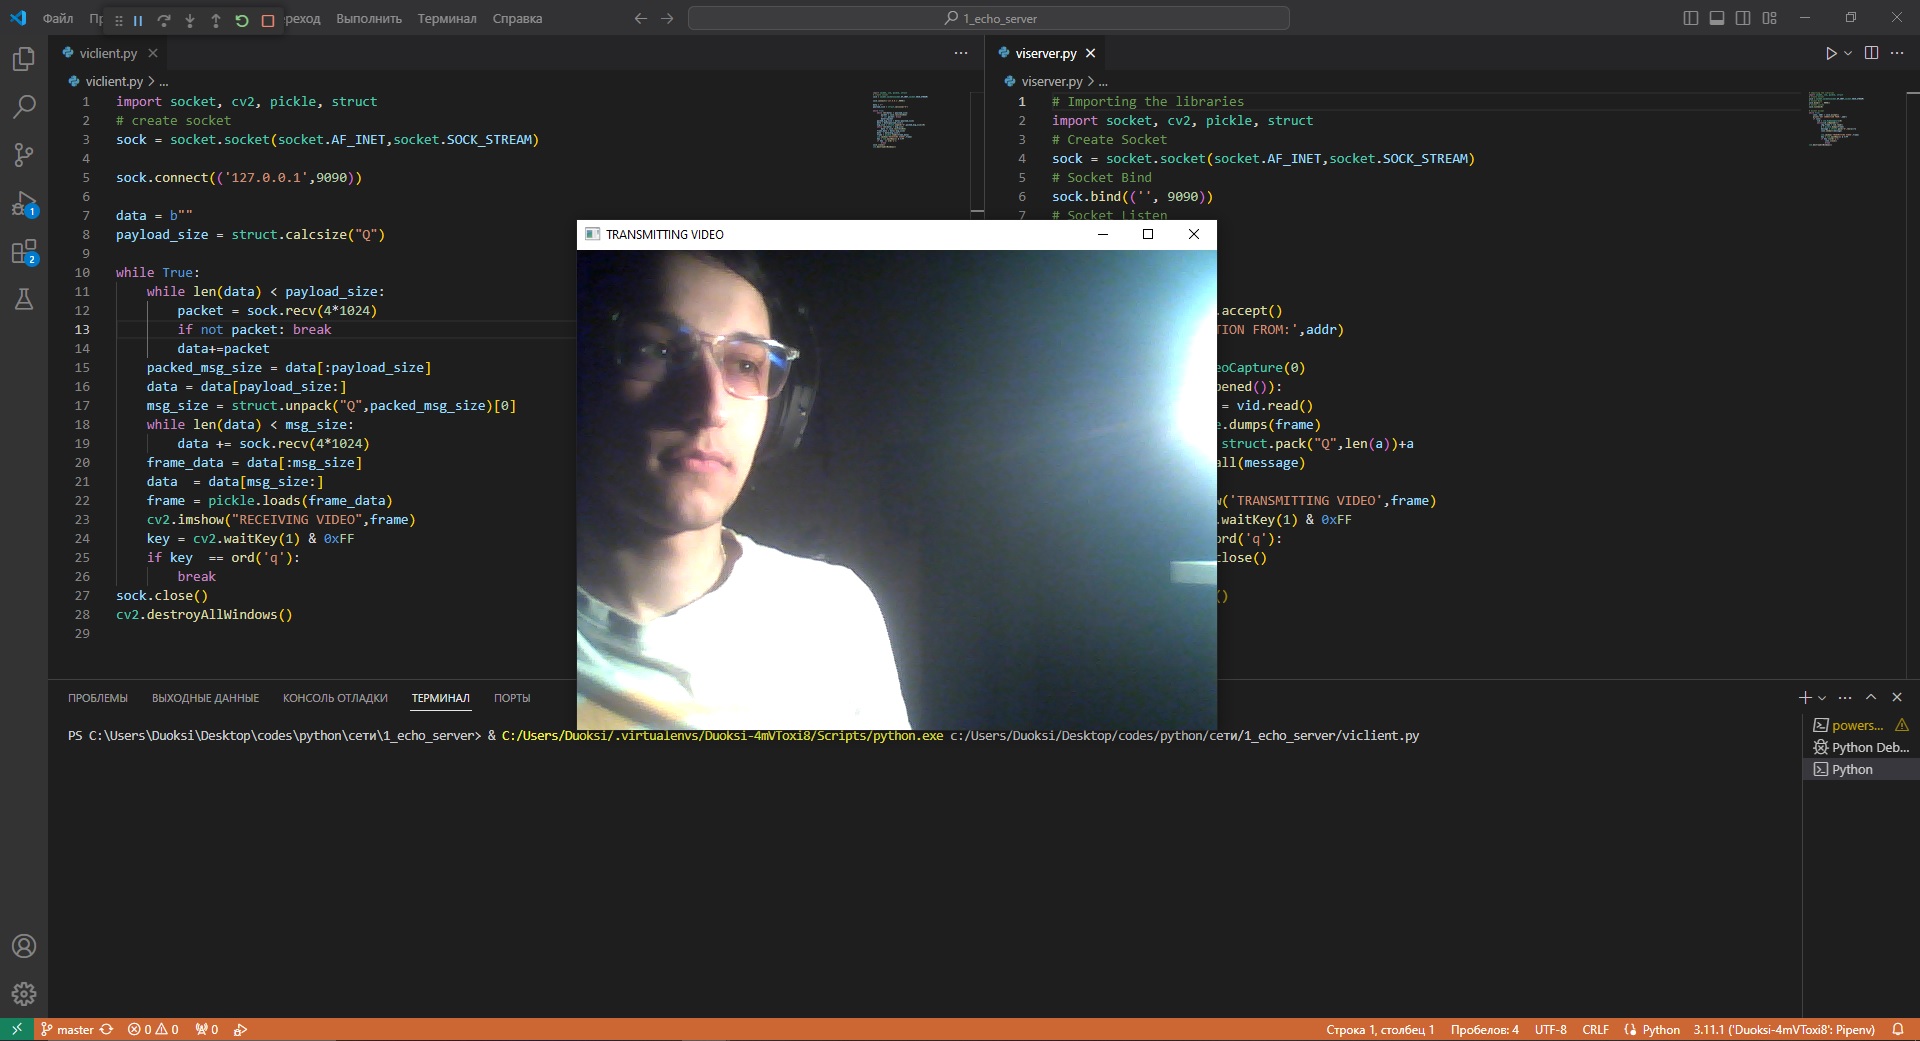 Файл
Пр
реход
Выполнить
Терминал
Справка
1_echo_server
viclient.py
viclient.py > ...
1 import socket, cv2, pickle, struct
2 # create socket
3 sock = socket.socket(socket.AF_INET,socket.SOCK_STREAM)
4
5 sock.connect(('127.0.0.1',9090))
6
7 data = b""
8 payload_size = struct.calcsize("Q")
9
10 while True:
11 while len(data) < payload_size:
12 packet = sock.recv(4*1024)
13 if not packet: break
14 data+=packet
15 packed_msg_size = data[:payload_size]
16 data = data[payload_size:]
17 msg_size = struct.unpack("Q",packed_msg_size)[0]
18 while len(data) < msg_size:
19 data += sock.recv(4*1024)
20 frame_data = data[:msg_size]
21 data  = data[msg_size:]
22 frame = pickle.loads(frame_data)
23 cv2.imshow("RECEIVING VIDEO",frame)
24 key = cv2.waitKey(1) & 0xFF
25 if key  == ord('q'):
26 break
27 sock.close()
28 cv2.destroyAllWindows()
29
viserver.py
viserver.py > ...
1 # Importing the libraries
2 import socket, cv2, pickle, struct
3 # Create Socket
4 sock = socket.socket(socket.AF_INET,socket.SOCK_STREAM)
5 # Socket Bind
6 sock.bind(('', 9090))
7 # Socket Listen
.accept()
TION FROM:',addr)
eoCapture(0)
pened()):
= vid.read()
e.dumps(frame)
struct.pack("Q",len(a))+a
all(message)
w('TRANSMITTING VIDEO',frame)
.waitKey(1) & 0xFF
ord('q'):
close()
()
TRANSMITTING VIDEO
ПРОБЛЕМЫ
ВЫХОДНЫЕ ДАННЫЕ
КОНСОЛЬ ОТЛАДКИ
ТЕРМИНАЛ
ПОРТЫ
PS C:\Users\Duoksi\Desktop\codes\python\сети\1_echo_server> & C:/Users/Duoksi/.virtualenvs/Duoksi-4mVToxi8/Scripts/python.exe c:/Users/Duoksi/Desktop/codes/python/сети/1_echo_server/viclient.py
powers...
Python Deb...
Python
1
2
master
0 0
0
Строка 1, столбец 1
Пробелов: 4
UTF-8
CRLF
Python
3.11.1 ('Duoksi-4mVToxi8': Pipenv)